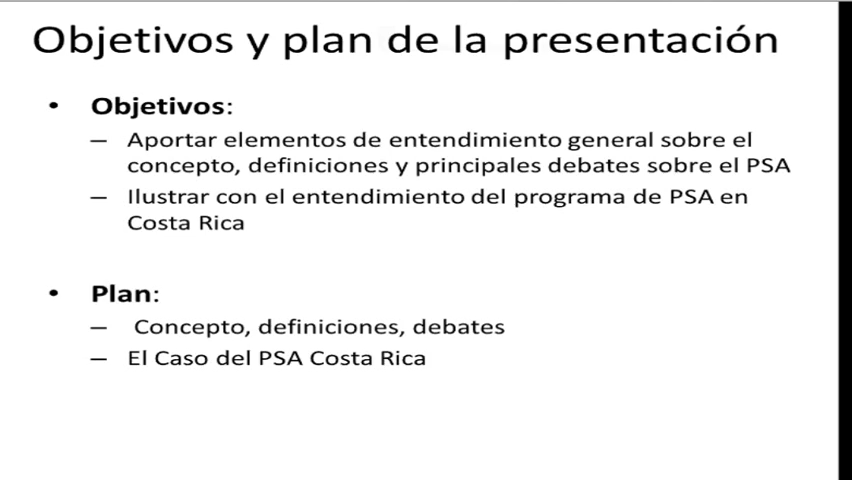 Objetivos y plan de la presentación
• Objetivos:
– Aportar elementos de entendimiento general sobre el
concepto, definiciones y principales debates sobre el PSA
– Ilustrar con el entendimiento del programa de PSA en
Costa Rica
• Plan:
– Concepto, definiciones, debates
– El Caso del PSA Costa Rica